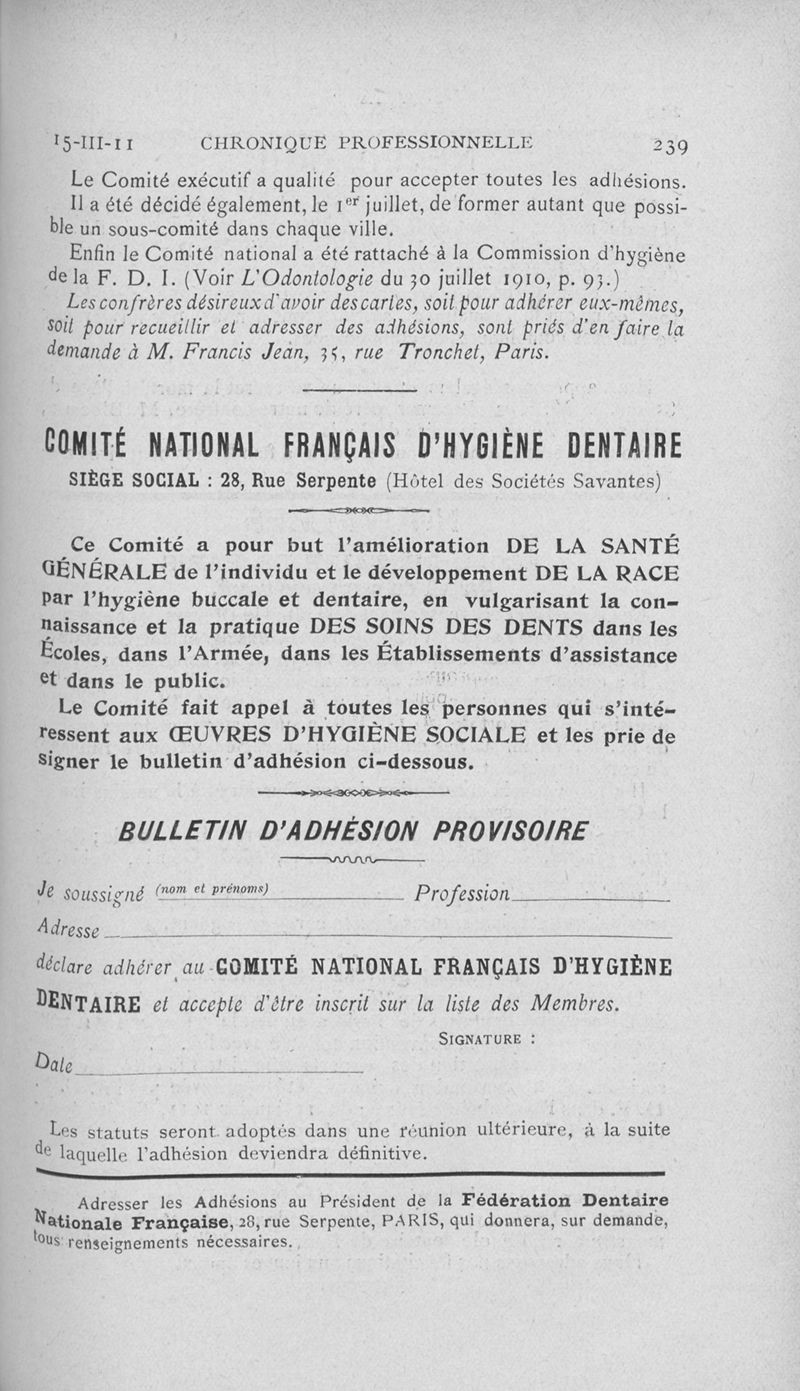 15-III-11 CHRONIQUE PROFESSIONNELLE 239
Le Comité exécutif a qualité pour accepter toutes les adhésions.
Il a été décidé également, le 1er juillet, de former autant que possi-
ble un sous-comité dans chaque ville.
Enfin le Comité national a été rattaché à la Commission d'hygiène
de la F. D. I. (Voir L'Odontologie du 30 juillet 1910, p. 93.)
Les confrères désireux d'avoir des cartes, soit pour adhérer eux-mêmes,
soit pour recueillir et adresser des adhésions, sont priés d'en faire la
demande à M. Francis Jean, 35, rue Tronchet, Paris.
COMITÉ NATIONAL FRANÇAIS D'HYGIÈNE DENTAIRE
SIÈGE SOCIAL : 28, Rue Serpente (Hôtel des Sociétés Savantes)
Ce Comité a pour but l'amélioration DE LA SANTÉ
GÉNÉRALE de l'individu et le développement DE LA RACE
par l'hygiène buccale et dentaire, en vulgarisant la con-
naissance et la pratique DES SOINS DES DENTS dans les
Écoles, dans l'Armée, dans les Établissements d'assistance
et dans le public.
Le Comité fait appel à toutes les personnes qui s'inté-
ressent aux ŒUVRES D'HYGIÈNE SOCIALE et les prie de
signer le bulletin d'adhésion ci-dessous.
BULLETIN D'ADHÉSION PROVISOIRE
Je soussigné (nom et prénoms) Profession
Adresse
déclare adhérer au COMITÉ NATIONAL FRANÇAIS D'HYGIÈNE
DENTAIRE et accepte d'être inscrit sur la liste des Membres.
SIGNATURE :
Date
Les statuts seront adoptés dans une réunion ultérieure, à la suite
de laquelle l'adhésion deviendra définitive.
Adresser les Adhésions au Président de la Fédération Dentaire
Nationale Française, 28, rue Serpente, PARIS, qui donnera, sur demande,
tous renseignements nécessaires.